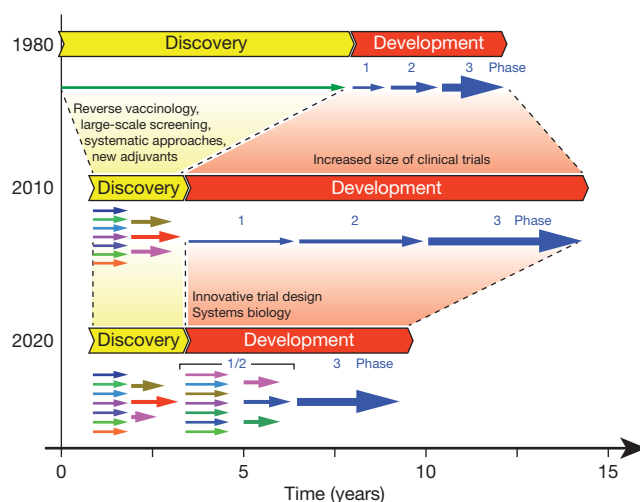 1980
Discovery
Development
1
2
3 Phase
Reverse vaccinology,
large-scale screening,
systematic approaches,
new adjuvants
Increased size of clinical trials
2010
Discovery
Development
1
2
3 Phase
Innovative trial design
Systems biology
2020
Discovery
Development
1/2
3 Phase
0
5
10
15
Time (years)